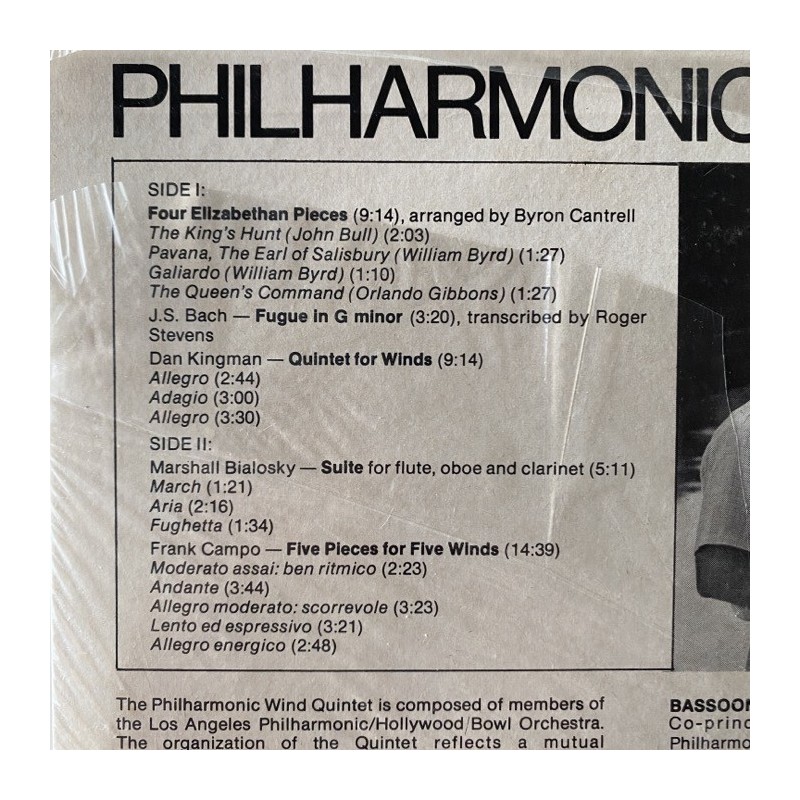 PHILHARMONIC
SIDE I:
Four Elizabethan Pieces (9:14), arranged by Byron Cantrell
The King's Hunt (John Bull) (2:03)
Pavana, The Earl of Salisbury (William Byrd) (1:27)
Galiardo (William Byrd) (1:10)
The Queen's Command (Orlando Gibbons) (1:27)
J.S. Bach — Fugue in G minor (3:20), transcribed by Roger
Stevens
Dan Kingman — Quintet for Winds (9:14)
Allegro (2:44)
Adagio (3:00)
Allegro (3:30)
SIDE II:
Marshall Bialosky — Suite for flute, oboe and clarinet (5:11)
March (1:21)
Aria (2:16)
Fughetta (1:34)
Frank Campo — Five Pieces for Five Winds (14:39)
Moderato assai: ben ritmico (2:23)
Andante (3:44)
Allegro moderato: scorrevole (3:23)
Lento ed espressivo (3:21)
Allegro energico (2:48)
The Philharmonic Wind Quintet is composed of members of
the Los Angeles Philharmonic/Hollywood Bowl Orchestra.
The organization of the Quintet reflects a mutual
BASSOON
Co-princ
Philharmo